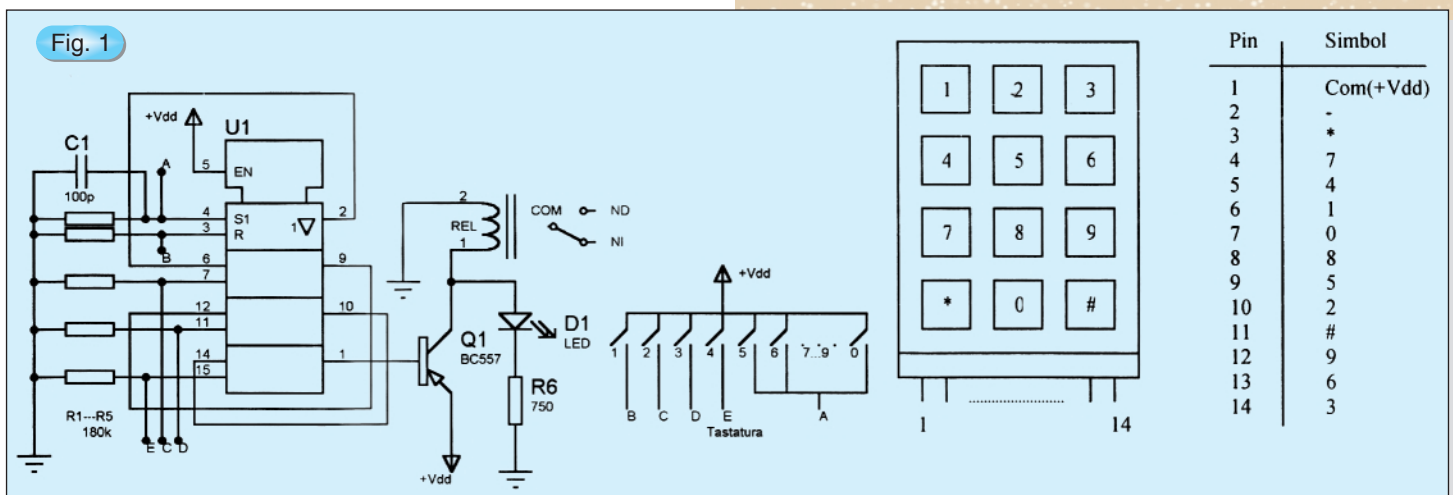 Fig. 1
+Vdd
U1
C1
100p
A
5
EN
4
S1
1
2
3
R
B
6
7
9
12
11
10
14
15
1
R1---R5
180k
E C D
2
REL
1
COM
ND
NI
Q1
BC557
D1
LED
R6
750
+Vdd
+Vdd
1 2 3 4 5 6 7...9 0
B C D E A
Tastatura
1 2 3
4 5 6
7 8 9
* 0 #
1 14
Pin Simbol
1 Com(+Vdd)
2 -
3 *
4 7
5 4
6 1
7 0
8 8
9 5
10 2
11 #
12 9
13 6
14 3